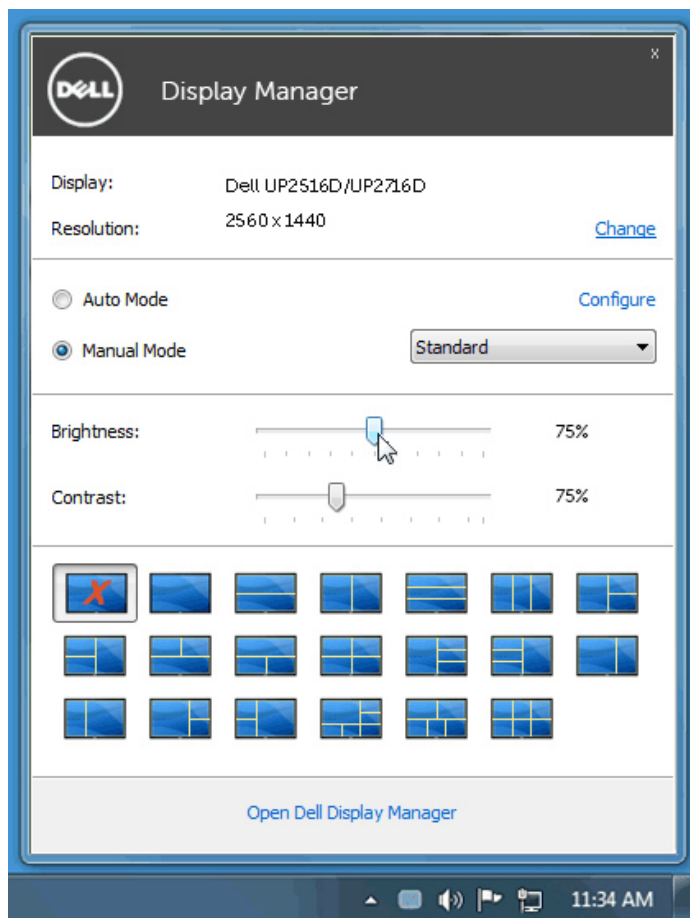 x
DELL Display Manager
Display: Dell UP2516D/UP2716D
Resolution: 2560 x 1440 Change
Auto Mode Configure
Manual Mode Standard
Brightness: 75%
Contrast: 75%
X
Open Dell Display Manager
11:34 AM